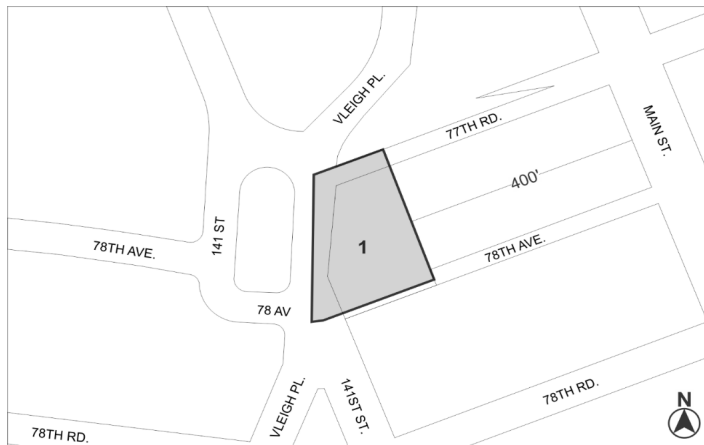 VLEIGH PL.
77TH RD.
MAIN ST.
400'
141 ST
78TH AVE.
1
78TH AVE.
78 AV
VLEIGH PL.
141ST ST.
78TH RD.
78TH RD.
N